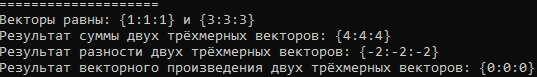 ====================
Векторы равны: {1:1:1} и {3:3:3}
Результат суммы двух трёхмерных векторов: {4:4:4}
Результат разности двух трёхмерных векторов: {-2:-2:-2}
Результат векторного произведения двух трёхмерных векторов: {0:0:0}